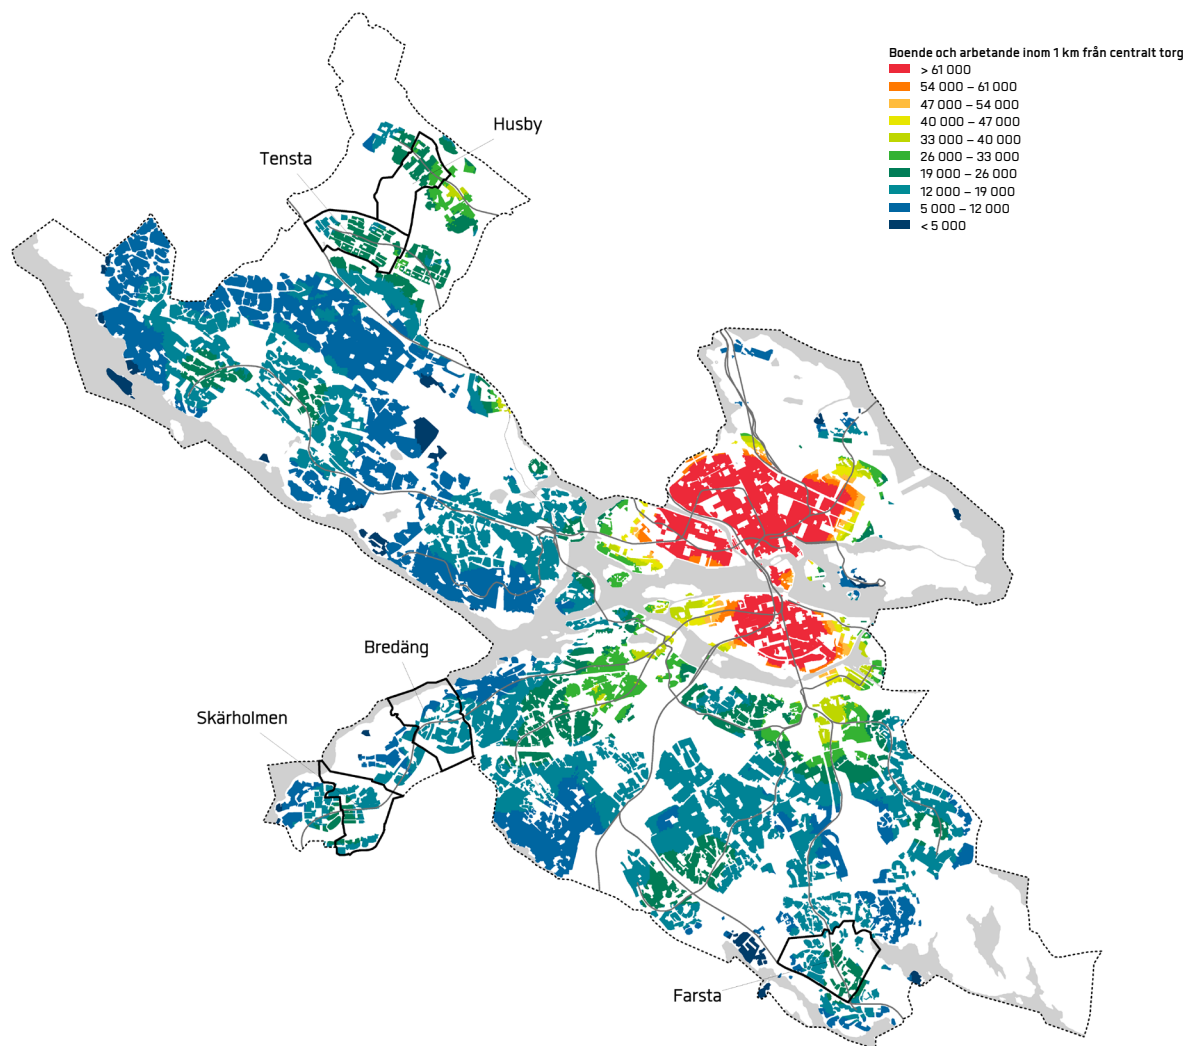 Boende och arbetande inom 1 km från centralt torg
> 61 000
54 000 – 61 000
47 000 – 54 000
40 000 – 47 000
33 000 – 40 000
26 000 – 33 000
19 000 – 26 000
12 000 – 19 000
5 000 – 12 000
< 5 000
Husby
Tensta
Bredäng
Skärholmen
Farsta